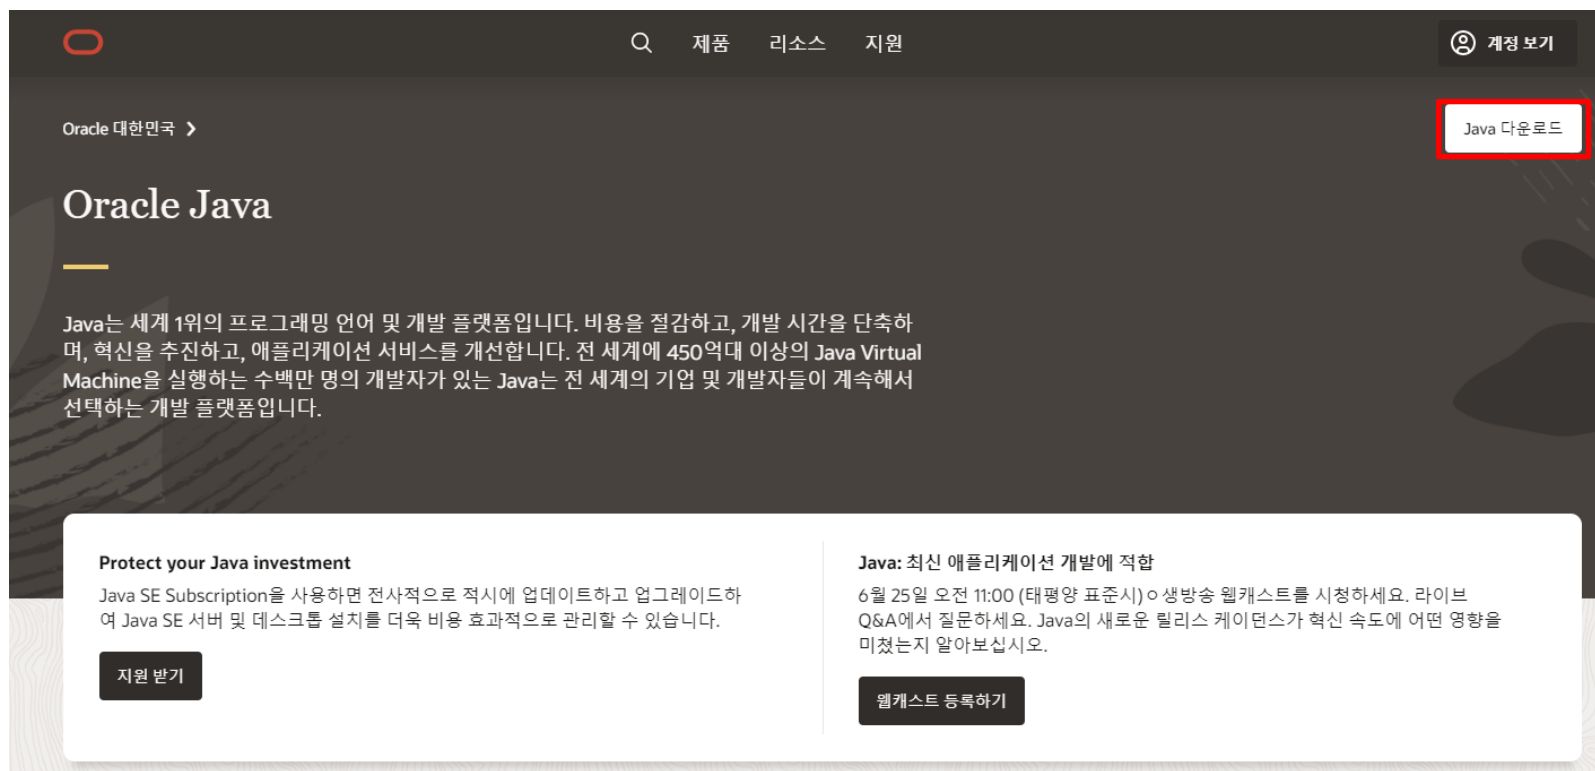 제품 리소스 지원 계정 보기
Oracle 대한민국
Java 다운로드
Oracle Java
Java는 세계 1위의 프로그래밍 언어 및 개발 플랫폼입니다. 비용을 절감하고, 개발 시간을 단축하
며, 혁신을 추진하고, 애플리케이션 서비스를 개선합니다. 전 세계에 450억대 이상의 Java Virtual
Machine을 실행하는 수백만 명의 개발자가 있는 Java는 전 세계의 기업 및 개발자들이 계속해서
선택하는 개발 플랫폼입니다.
Protect your Java investment
Java SE Subscription을 사용하면 전사적으로 적시에 업데이트하고 업그레이드하
여 Java SE 서버 및 데스크톱 설치를 더욱 비용 효과적으로 관리할 수 있습니다.
지원 받기
Java: 최신 애플리케이션 개발에 적합
6월 25일 오전 11:00 (태평양 표준시)ㅇ생방송 웹캐스트를 시청하세요. 라이브
Q&A에서 질문하세요. Java의 새로운 릴리스 케이던스가 혁신 속도에 어떤 영향을
미쳤는지 알아보십시오.
웹캐스트 등록하기